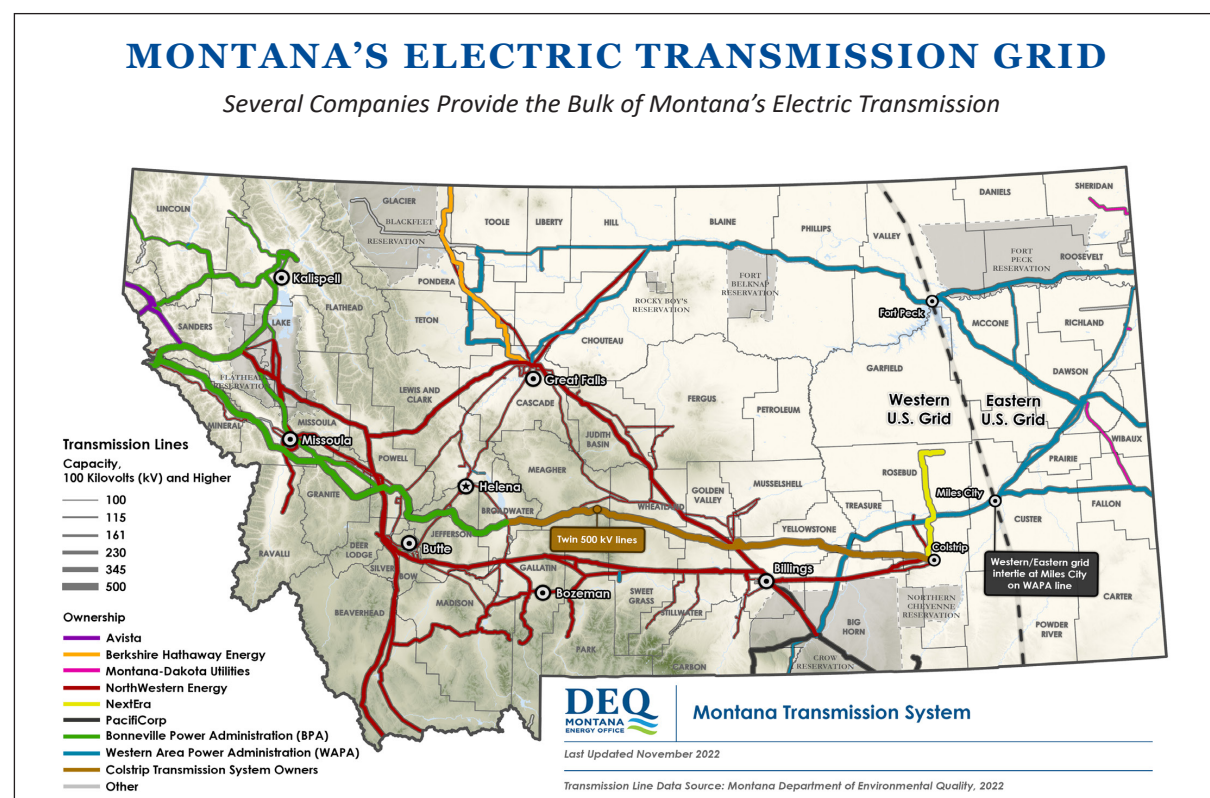 MONTANA'S ELECTRIC TRANSMISSION GRID
Several Companies Provide the Bulk of Montana's Electric Transmission
LINCOLN
GLACIER
BLACKFEET
RESERVATION
TOOLE
LIBERTY
HILL
BLAINE
PHILLIPS
VALLEY
DANIELS
SHERIDAN
FORT
PECK
RESERVATION
ROOSEVELT
Kalispell
FLATHEAD
PONDERA
ROCKY BOY'S
RESERVATION
FORT
BELKNAP
RESERVATION
Fort Peck
SANDERS
LAKE
TETON
CHOUTEAU
MCCONE
RICHLAND
FLATHEAD
RESERVATION
LEWIS AND
CLARK
Great Falls
CASCADE
FERGUS
PETROLEUM
GARFIELD
DAWSON
Western
U.S. Grid
Eastern
U.S. Grid
MINERAL
MISSOULA
Missoula
POWELL
JUDITH
BASIN
WIBAUX
PRAIRIE
MEAGHER
ROSEBUD
Helena
GOLDEN
VALLEY
MUSSELSHELL
Miles City
FALLON
GRANITE
BROADWATER
WHEATLAND
TREASURE
CUSTER
JEFFERSON
YELLOWSTONE
Twin 500 kV lines
RAVALLI
DEER
LODGE
Butte
Colstrip
SILVER
BOW
GALLATIN
Billings
Western/Eastern grid
intertie at Miles City
on WAPA line
BEAVERHEAD
MADISON
Bozeman
SWEET
GRASS
STILLWATER
NORTHERN
CHEYENNE
RESERVATION
CARTER
PARK
BIG
HORN
POWDER
RIVER
CARBON
CROW
RESERVATION
Transmission Lines
Capacity,
100 Kilovolts (kV) and Higher
100
115
161
230
345
500
Ownership
Avista
Berkshire Hathaway Energy
Montana-Dakota Utilities
NorthWestern Energy
NextEra
PacifiCorp
Bonneville Power Administration (BPA)
Western Area Power Administration (WAPA)
Colstrip Transmission System Owners
Other
DEQ
MONTANA
ENERGY OFFICE
Montana Transmission System
Last Updated November 2022
Transmission Line Data Source: Montana Department of Environmental Quality, 2022